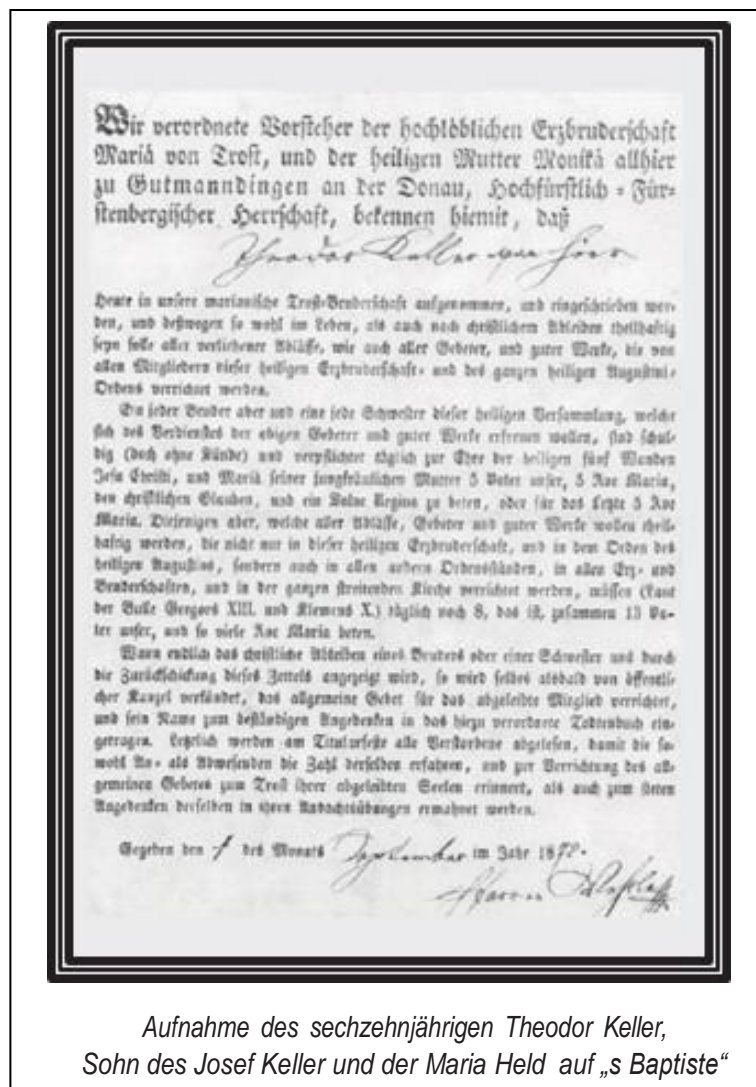 Wir verordnete Vorsteher der hochlöblichen Erzbruderschaft
Mariä von Trost, und der heiligen Mutter Monikä allhier
zu Gutmanndingen an der Donau, Hochfürstlich-Für-
stenbergischer Herrschaft, bekennen hiemit, daß
Theodor Keller von hier
heute in unsere marianische Trost-Bruderschaft aufgenommen, und eingeschrieben wor-
den, und deßwegen so wohl im Leben, als auch nach christlichem Ableiben theilhaftig
seyn solle aller verliehener Ablässe, wie auch aller Gebeter, und guter Werke, die von
allen Mitgliedern dieser heiligen Erzbruderschaft- und des ganzen heiligen Augustini-
Ordens verrichtet werden.
Ein jeder Bruder aber und eine jede Schwester dieser heiligen Versammlung, welche
sich des Verdienstes der obigen Gebeter und guter Werke erfreuen wollen, sind schul-
dig (doch ohne Sünde) und verpflichtet täglich zur Ehre der heiligen fünf Wunden
Jesu Christi, und Mariä seiner jungfräulichen Mutter 5 Vater unser, 5 Ave Maria,
den christlichen Glauben, und ein Salve Regina zu beten, oder für das Letzte 3 Ave
Maria. Diejenigen aber, welche aller Ablässe, Gebeter und guter Werke wollen theil-
haftig werden, die nicht nur in dieser heiligen Erzbruderschaft, und in dem Orden des
heiligen Augustins, sondern auch in allen andern Ordensständen, in allen Erz- und
Bruderschaften, und in der ganzen streitenden Kirche verrichtet werden, müssen (laut
der Bulle Gregors XIII. und Klemens X.) täglich noch 8, das ist, zusammen 13 Va-
ter unser, und so viele Ave Maria beten.
Wann endlich das christliche Ableiben eines Bruders oder einer Schwester uns durch
die Zurückschickung dieses Zettels angezeigt wird, so wird selbes alsbald von öffentli-
cher Kanzel verkündet, das allgemeine Gebet für das abgeleibte Mitglied verrichtet,
und sein Name zum beständigen Angedenken in das hiezu verordnete Todtenbuch ein-
getragen. Letzlich werden am Titularfeste alle Verstorbene abgelesen, damit die so-
wohl An- als Abwesenden die Zahl derselben erfahren, und zur Verrichtung des all-
gemeinen Gebetes zum Trost ihrer abgeleibten Seelen erinnert, als auch zum steten
Angedenken derselben in ihren Andachtsübungen ermahnet werden.
Gegeben den 1 des Monats September im Jahr 18
Pfarrer
Aufnahme des sechzehnjährigen Theodor Keller,
Sohn des Josef Keller und der Maria Held auf „s Baptiste“